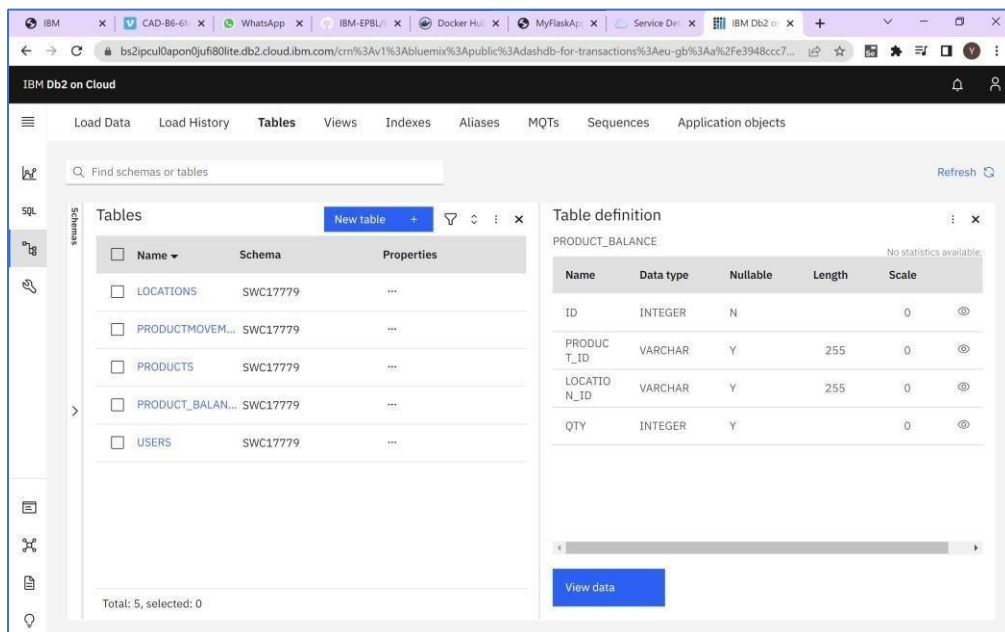 IBM
CAD-B6-6M
WhatsApp
IBM-EPBL/
Docker Hub
MyFlaskAp
Service Det
IBM Db2 o
bs2ipcul0apon0jufi80lite.db2.cloud.ibm.com/crn%3Av1%3Abluemix%3Apublic%3Adashdb-for-transactions%3Aeu-gb%3Aa%2Fe3948ccc7...
IBM Db2 on Cloud
Load Data Load History Tables Views Indexes Aliases MQTs Sequences Application objects
Find schemas or tables
Refresh
SQL
Schemas
Tables
New table +
Name Schema Properties
LOCATIONS SWC17779 ...
PRODUCTMOVEM... SWC17779 ...
PRODUCTS SWC17779 ...
PRODUCT_BALAN... SWC17779 ...
USERS SWC17779 ...
Total: 5, selected: 0
Table definition
PRODUCT_BALANCE
No statistics available.
Name Data type Nullable Length Scale
ID INTEGER N 0
PRODUC
T_ID VARCHAR Y 255 0
LOCATIO
N_ID VARCHAR Y 255 0
QTY INTEGER Y 0
View data